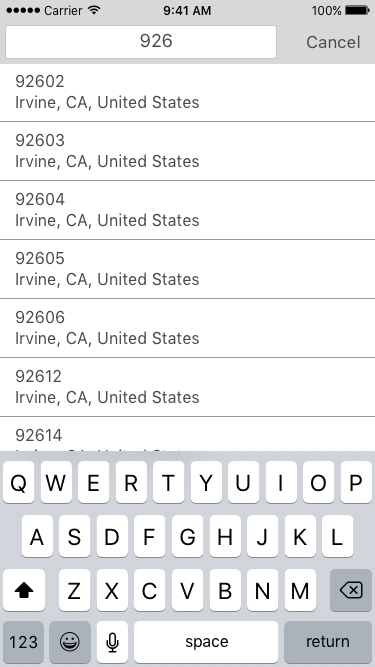 ●●●●● Carrier 9:41 AM 100%
926 Cancel
92602
Irvine, CA, United States
92603
Irvine, CA, United States
92604
Irvine, CA, United States
92605
Irvine, CA, United States
92606
Irvine, CA, United States
92612
Irvine, CA, United States
92614
Q W E R T Y U I O P
A S D F G H J K L
Z X C V B N M
123 space return